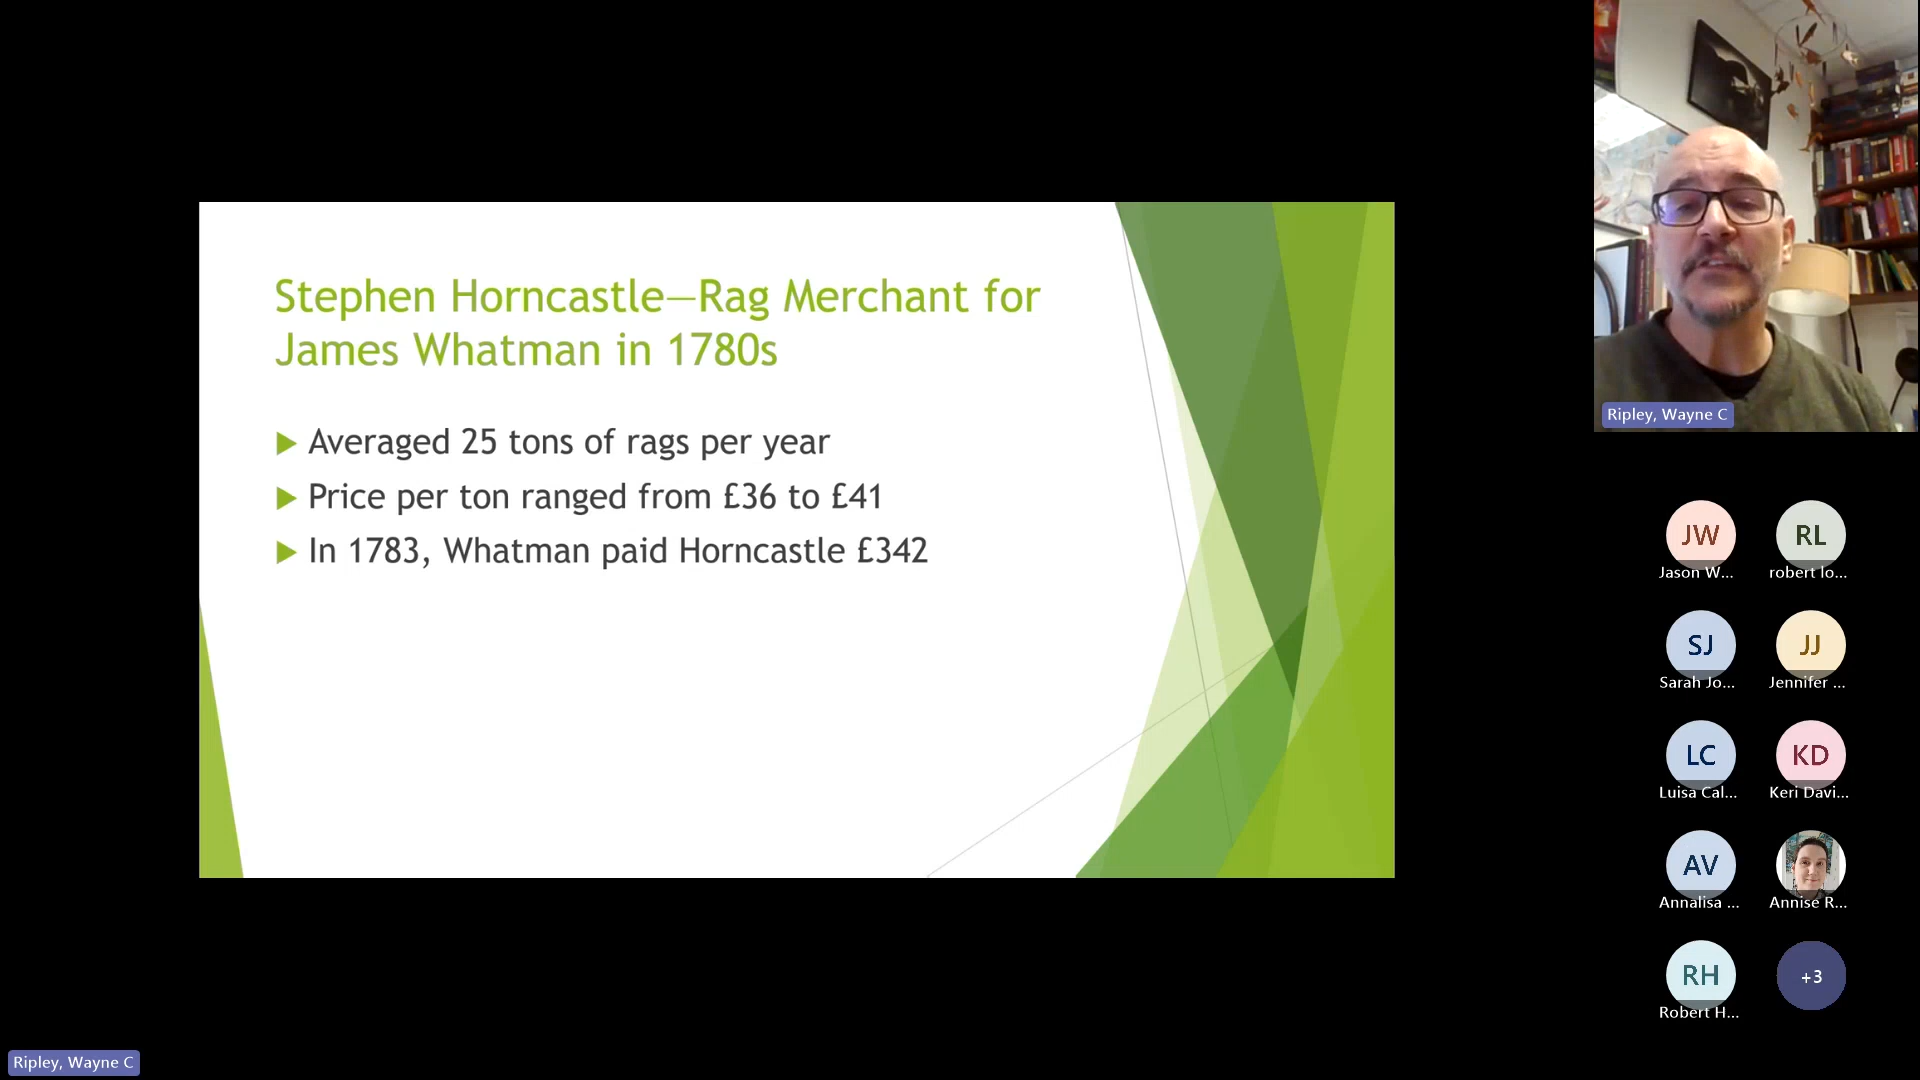 Stephen Horncastle—Rag Merchant for
James Whatman in 1780s
Averaged 25 tons of rags per year
Price per ton ranged from £36 to £41
In 1783, Whatman paid Horncastle £342
Ripley, Wayne C
JW
Jason W...
RL
robert lo...
SJ
Sarah Jo...
JJ
Jennifer ...
LC
Luisa Cal...
KD
Keri Davi...
AV
Annalisa ...
Annise R...
RH
Robert H...
+3
Ripley, Wayne C